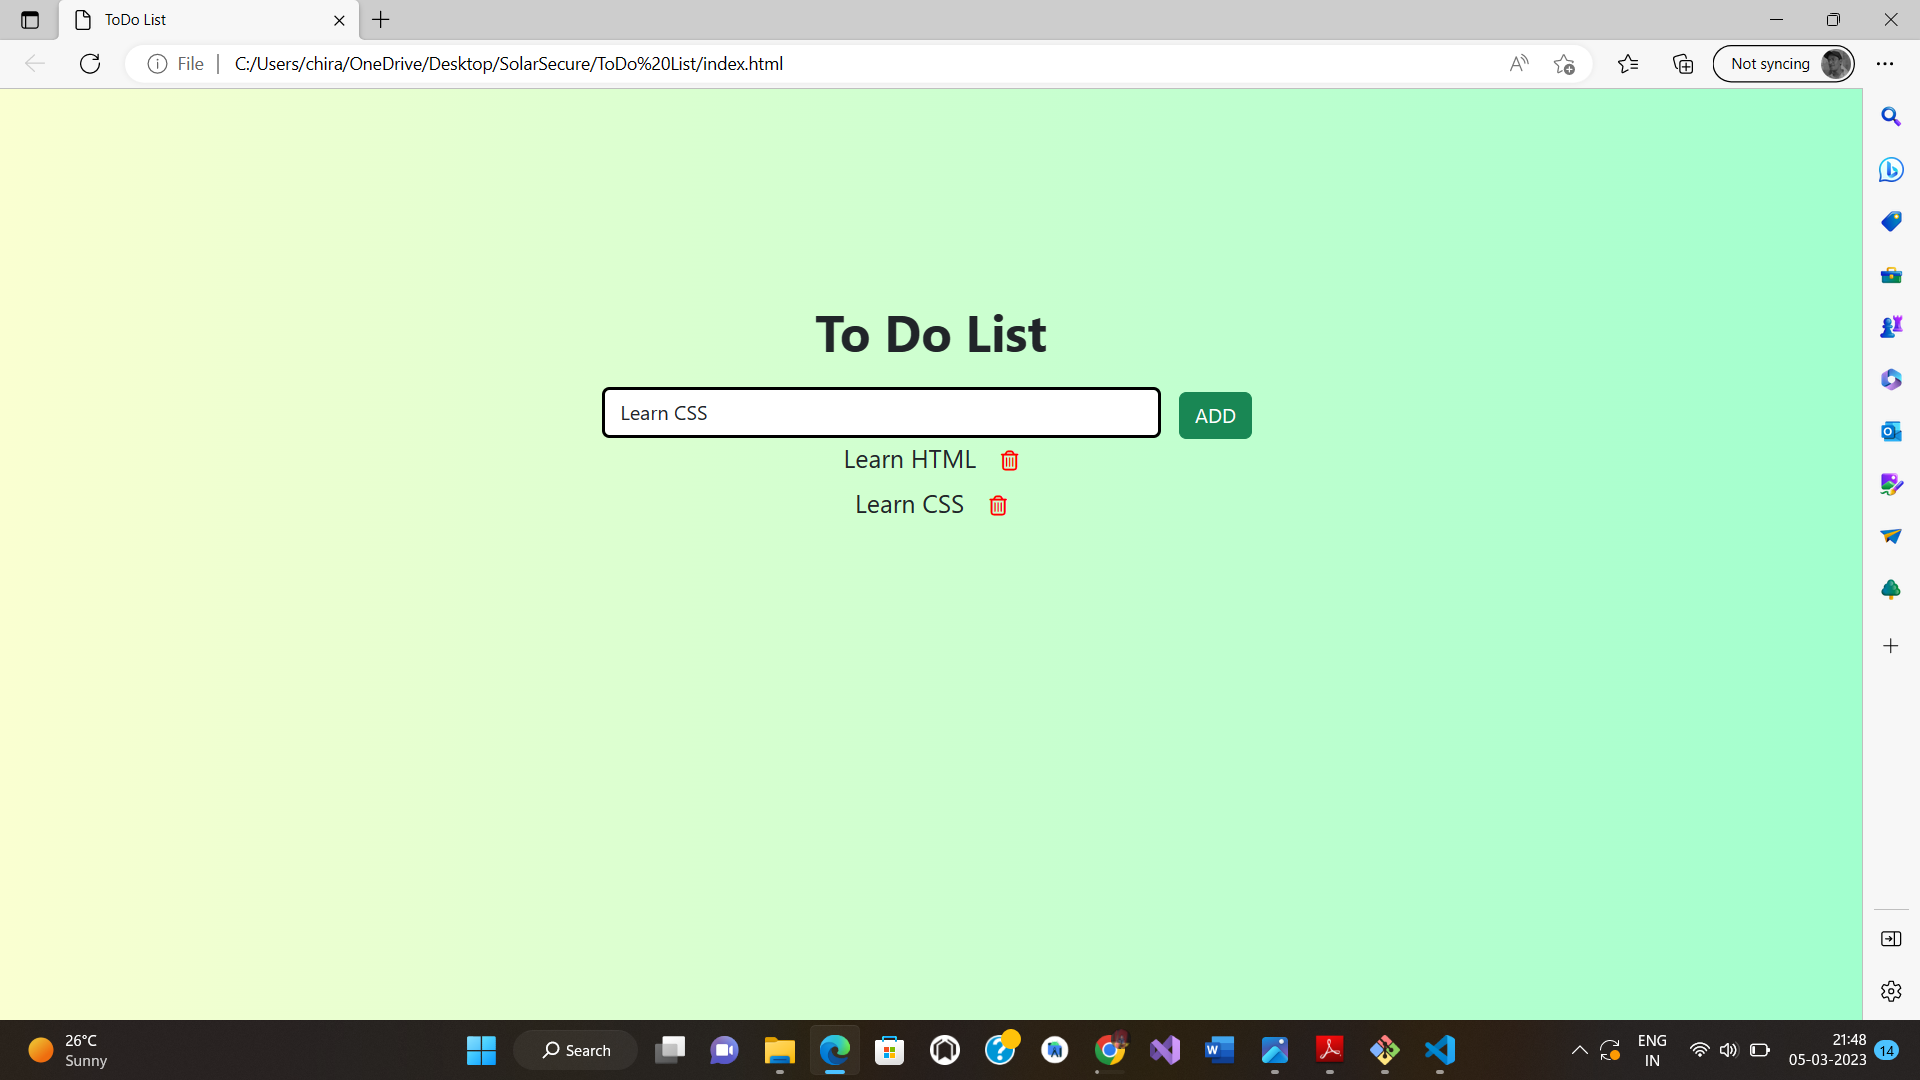 ToDo List
File
C:/Users/chira/OneDrive/Desktop/SolarSecure/ToDo%20List/index.html
Not syncing
To Do List
Learn CSS
ADD
Learn HTML
Learn CSS
26°C
Sunny
Search
ENG
IN
21:48
05-03-2023
14